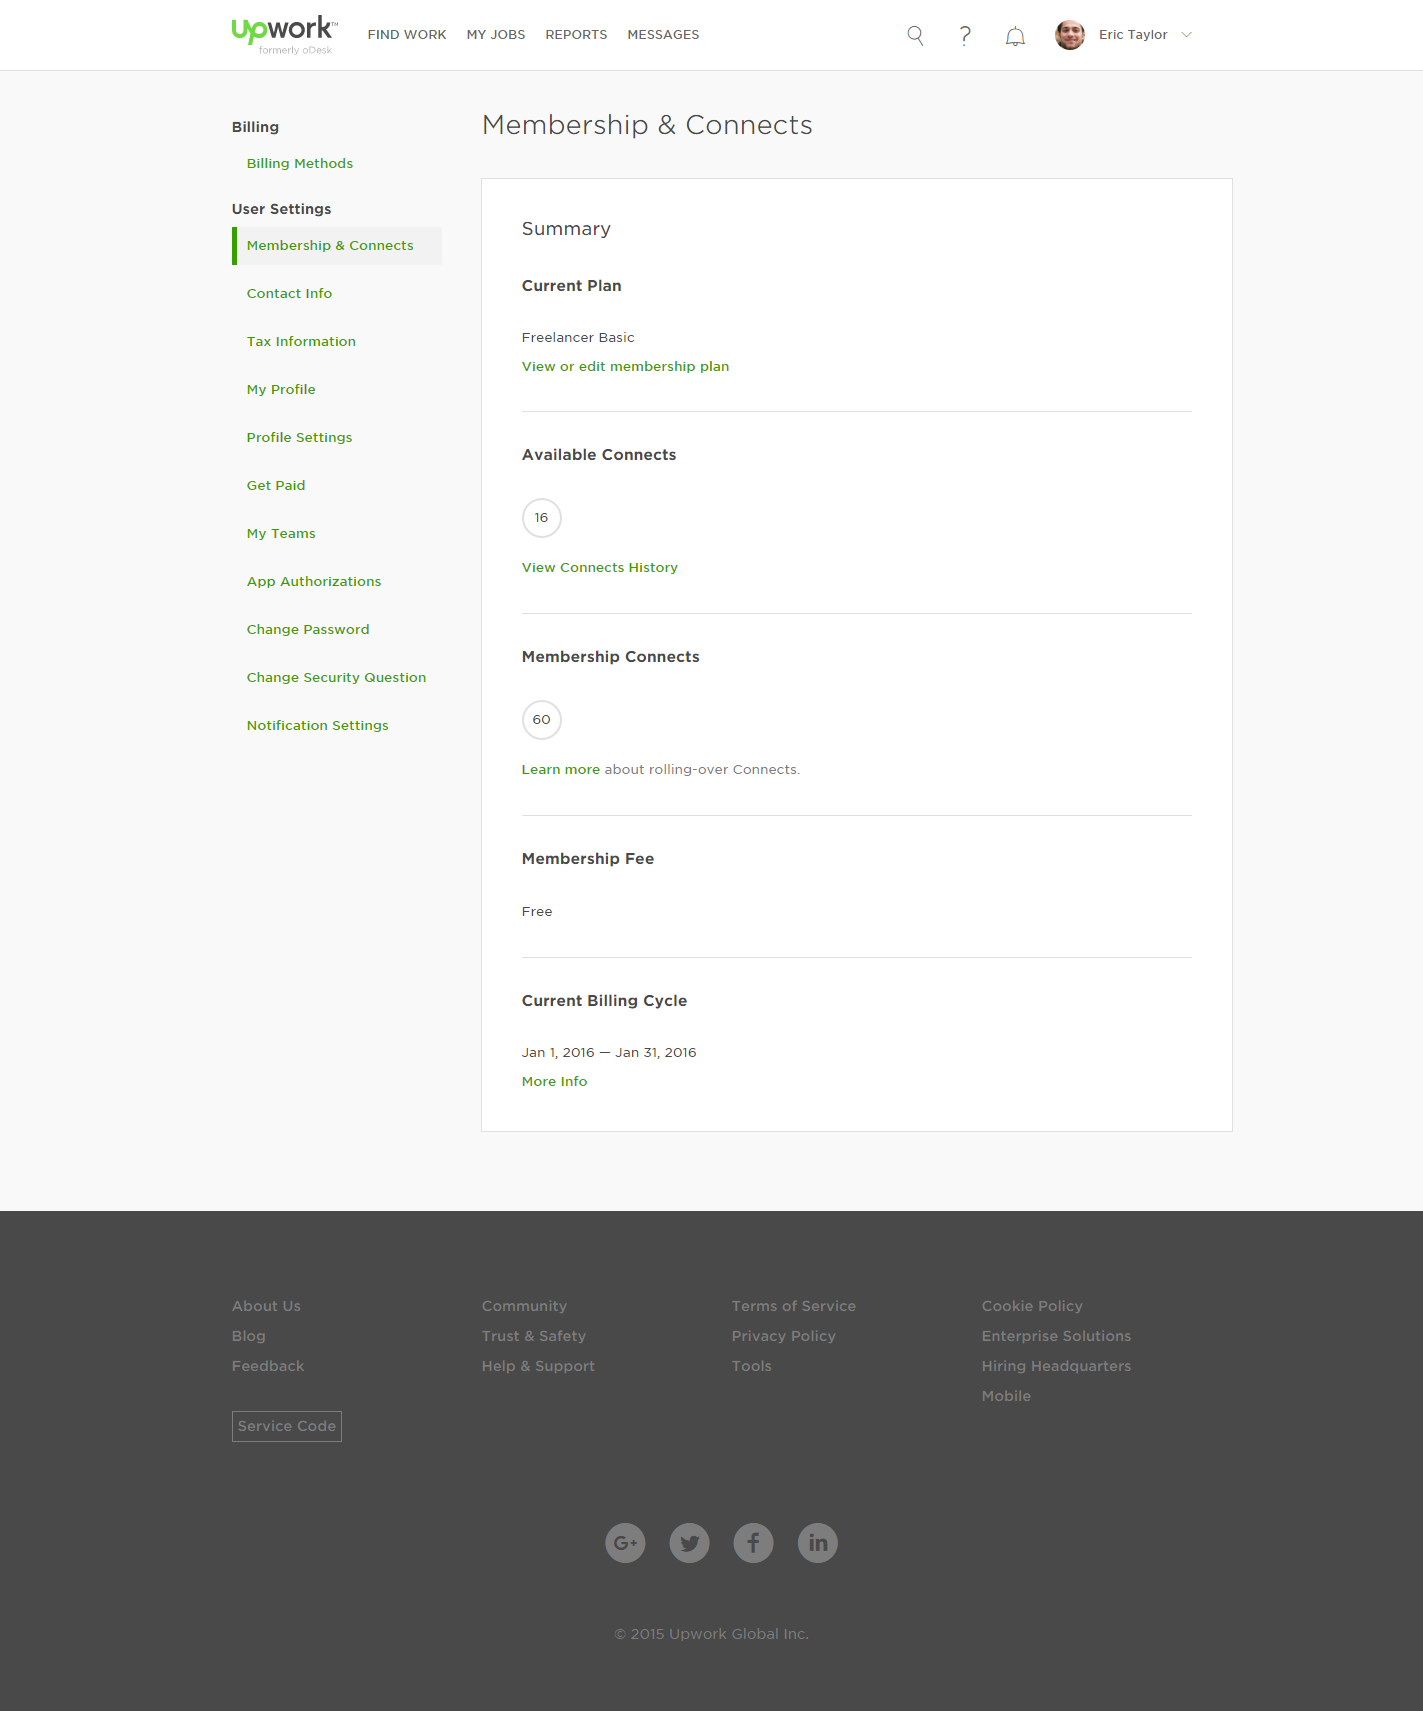 Upwork™
formerly oDesk
FIND WORK MY JOBS REPORTS MESSAGES
Eric Taylor
Billing
Billing Methods
User Settings
Membership & Connects
Contact Info
Tax Information
My Profile
Profile Settings
Get Paid
My Teams
App Authorizations
Change Password
Change Security Question
Notification Settings
Membership & Connects
Summary
Current Plan
Freelancer Basic
View or edit membership plan
Available Connects
16
View Connects History
Membership Connects
60
Learn more about rolling-over Connects.
Membership Fee
Free
Current Billing Cycle
Jan 1, 2016 — Jan 31, 2016
More Info
About Us
Blog
Feedback
Service Code
Community
Trust & Safety
Help & Support
Terms of Service
Privacy Policy
Tools
Cookie Policy
Enterprise Solutions
Hiring Headquarters
Mobile
G+ f in
© 2015 Upwork Global Inc.